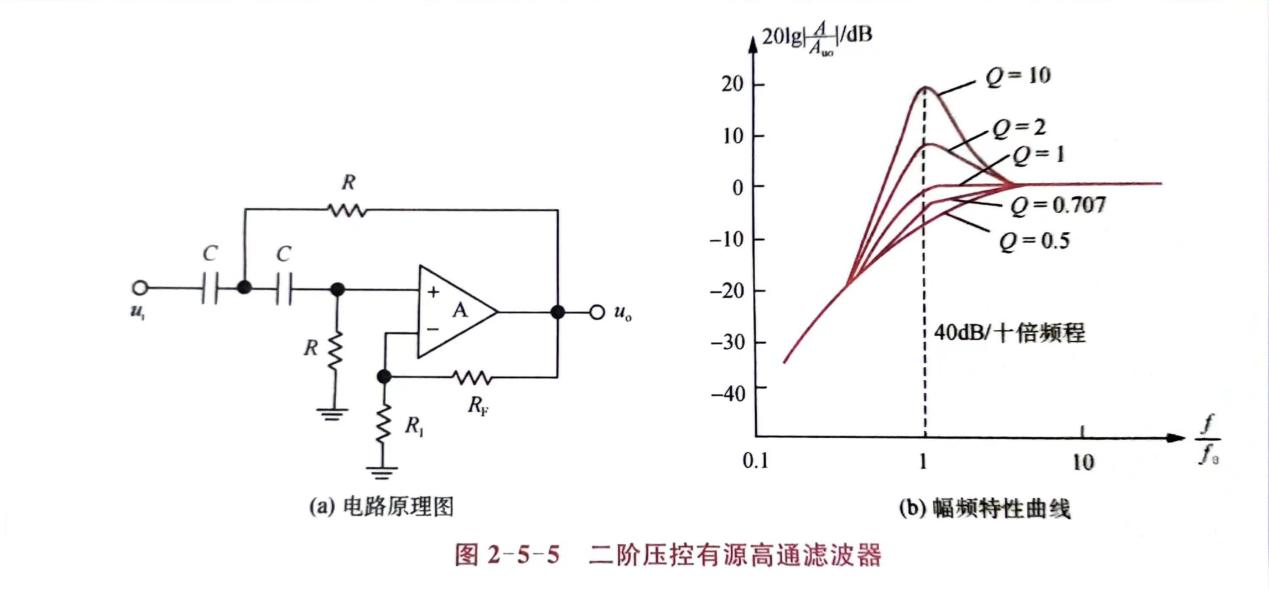 R
C
C
u_i
+
A
−
u_o
R
R_F
R_1
(a) 电路原理图
20lg|A/A_uo|/dB
20
10
0
−10
−20
−30
−40
Q = 10
Q = 2
Q = 1
Q = 0.707
Q = 0.5
40dB/十倍频程
0.1
1
10
f/f_0
(b) 幅频特性曲线
图 2-5-5 二阶压控有源高通滤波器